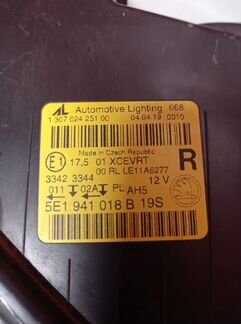 AL Automotive Lighting 668
1 307 024 251 00 04.04.19 0010
Made in Czech Republic
E1 17,5 01 XCEVRT R
00 RL LE11A6277
3342 3344 12 V
011 02A PL AH5
5E1 941 018 B 19S